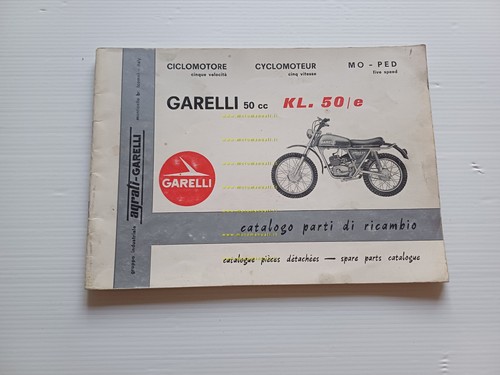 CICLOMOTORE
cinque velocità
CYCLOMOTEUR
cinq vitesse
MO - PED
five speed
GARELLI 50 cc KL. 50/e
GARELLI
gruppo industriale agrati-GARELLI
catalogo parti di ricambio
catalogue pièces détachées — spare parts catalogue